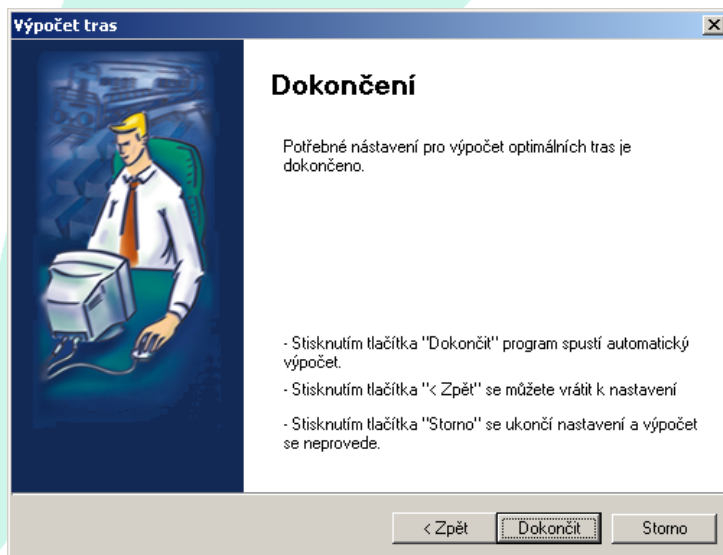 Výpočet tras
Dokončení
Potřebné nástavení pro výpočet optimálních tras je
dokončeno.
- Stisknutím tlačítka "Dokončit" program spustí automatický
výpočet.
- Stisknutím tlačítka "< Zpět" se můžete vrátit k nastavení
- Stisknutím tlačítka "Storno" se ukončí nastavení a výpočet
se neprovede.
< Zpět Dokončit Storno